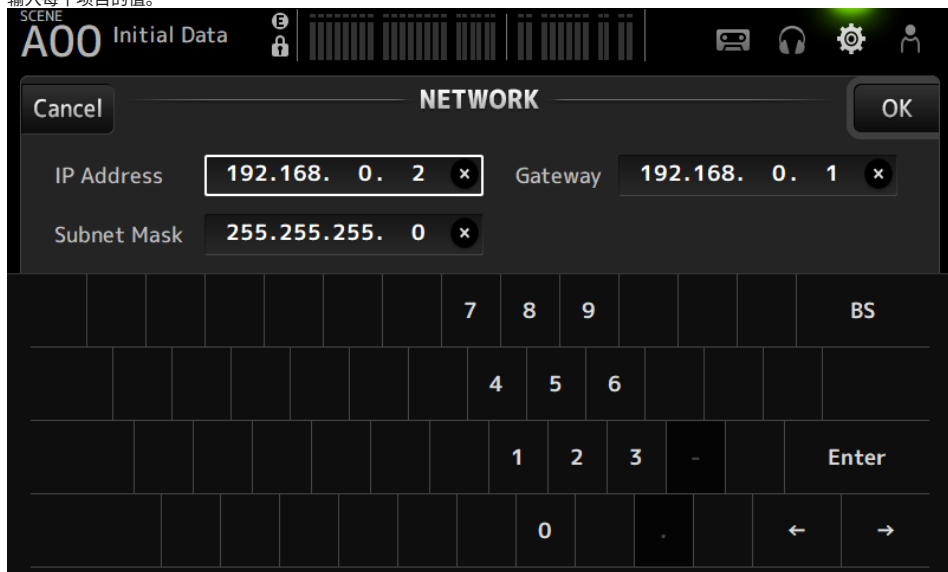 输入每个项目的值。
SCENE
A00 Initial Data E
Cancel NETWORK OK
IP Address 192.168. 0. 2 × Gateway 192.168. 0. 1 ×
Subnet Mask 255.255.255. 0 ×
7 8 9 BS
4 5 6
1 2 3 - Enter
0 . ← →